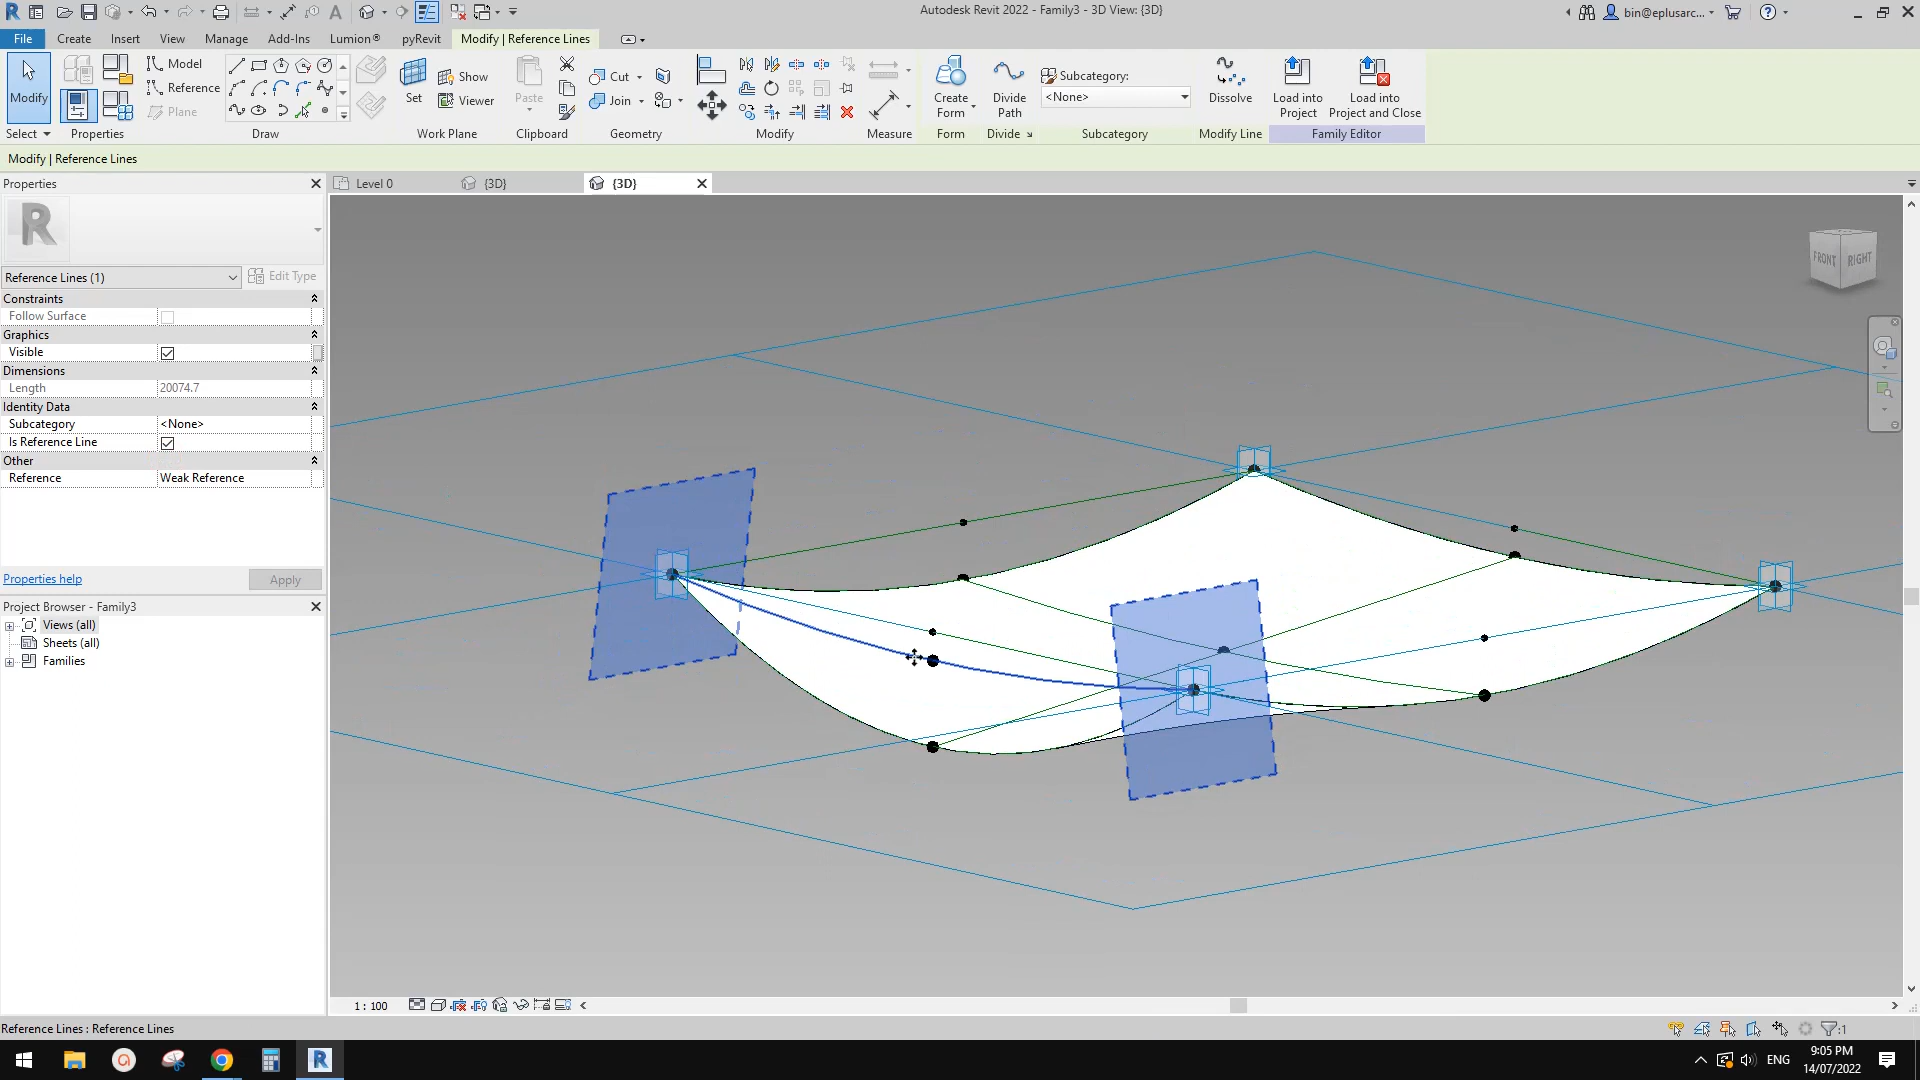 Autodesk Revit 2022 - Family3 - 3D View: {3D}
bin@eplusarc...
File Create Insert View Manage Add-Ins Lumion® pyRevit Modify | Reference Lines
Modify
Model
Reference
Plane
Set
Show
Viewer
Paste
Cut
Join
Create
Form
Divide
Path
Subcategory:
<None>
Dissolve
Load into
Project
Load into
Project and Close
Select Properties Draw Work Plane Clipboard Geometry Modify Measure Form Divide Subcategory Modify Line Family Editor
Modify | Reference Lines
Properties
Level 0
{3D}
{3D}
R
Reference Lines (1)
Edit Type
Constraints
Follow Surface
Graphics
Visible
Dimensions
Length 20074.7
Identity Data
Subcategory <None>
Is Reference Line
Other
Reference Weak Reference
Properties help
Apply
Project Browser - Family3
Views (all)
Sheets (all)
Families
FRONT
RIGHT
1 : 100
Reference Lines : Reference Lines
:1
ENG
9:05 PM
14/07/2022